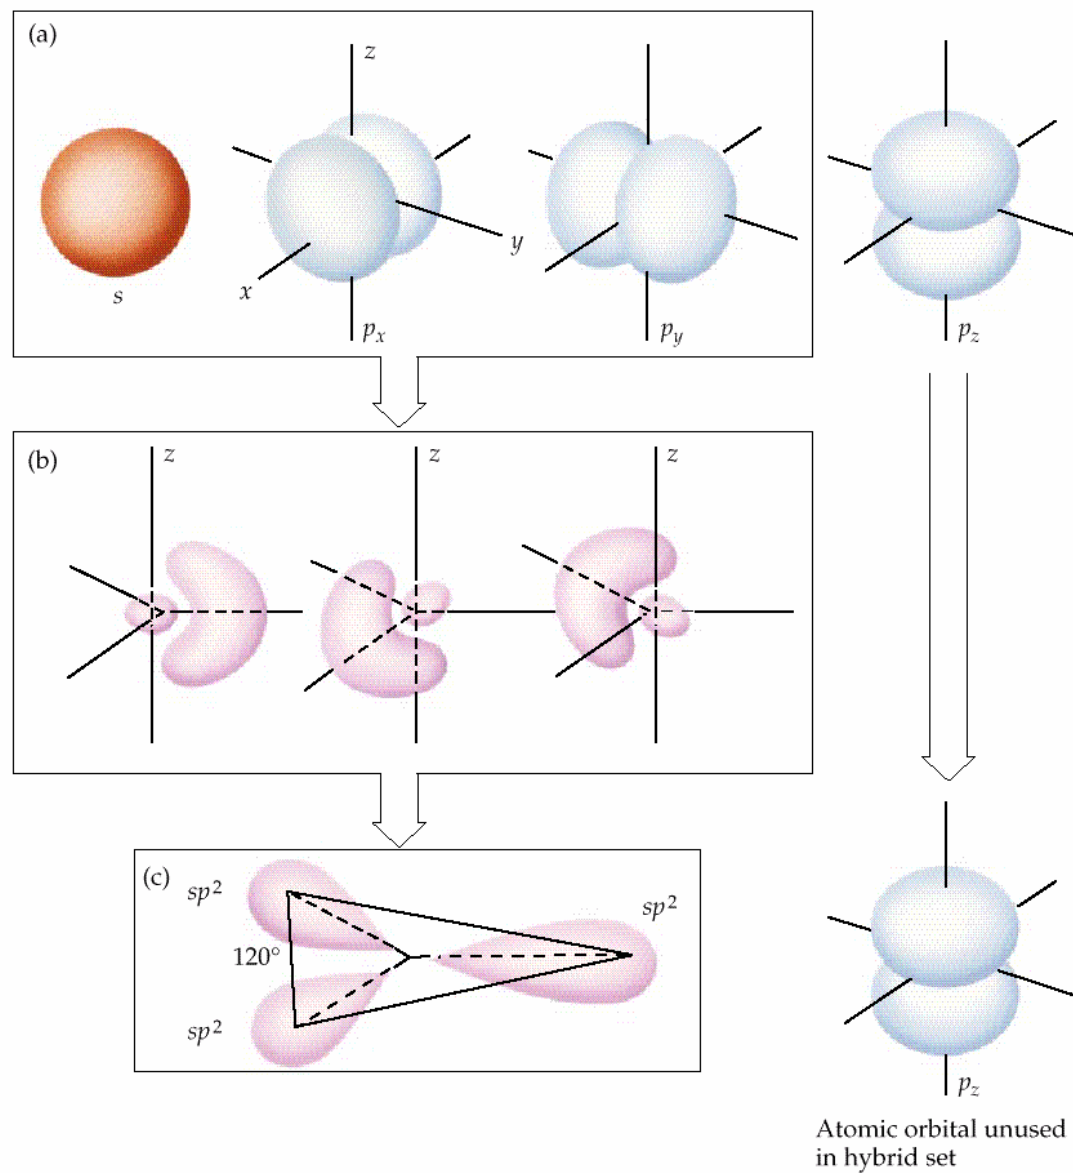 (a)
z
s
x
y
p_x
p_y
p_z
(b)
z
z
z
(c)
sp²
sp²
120°
sp²
p_z
Atomic orbital unused
in hybrid set